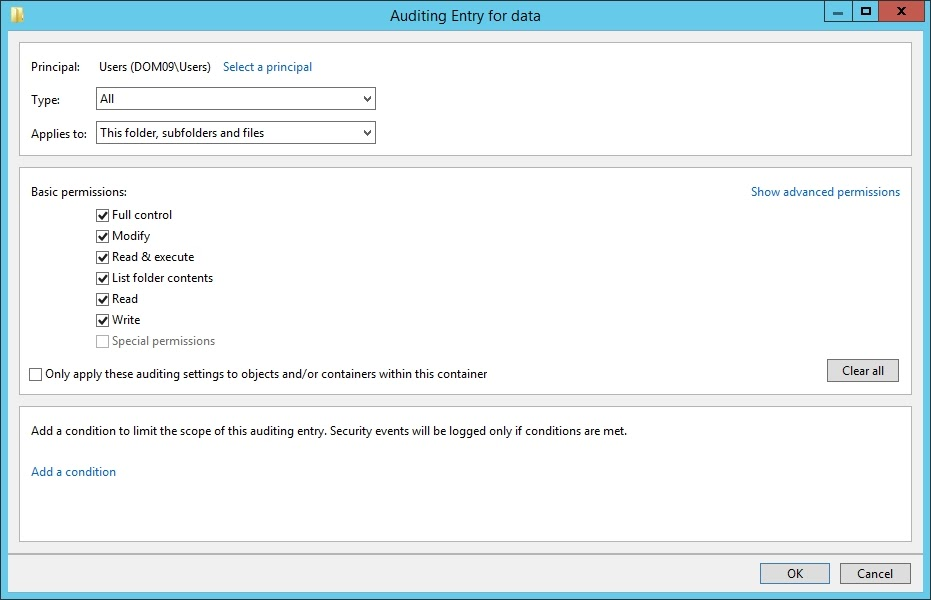 Auditing Entry for data
Principal: Users (DOM09\Users) Select a principal
Type: All
Applies to: This folder, subfolders and files
Basic permissions: Show advanced permissions
Full control
Modify
Read & execute
List folder contents
Read
Write
Special permissions
Only apply these auditing settings to objects and/or containers within this container Clear all
Add a condition to limit the scope of this auditing entry. Security events will be logged only if conditions are met.
Add a condition
OK Cancel